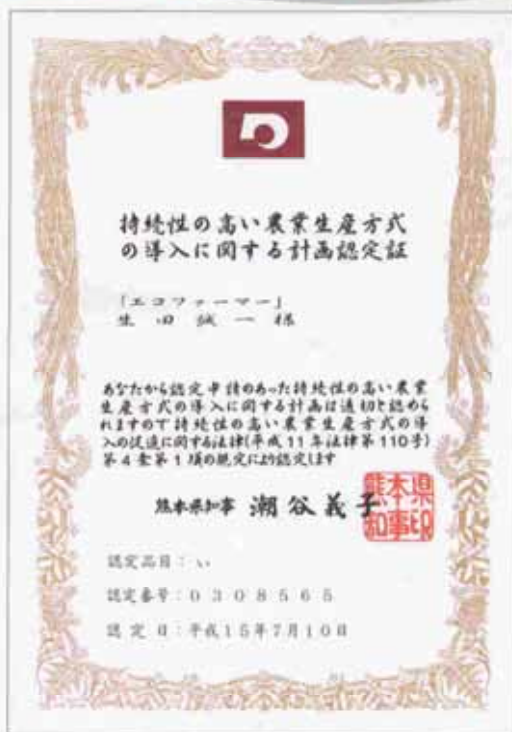 持続性の高い農業生産方式
の導入に関する計画認定証
「エコファーマー」
生田誠一様
あなたから認定申請のあった持続性の高い農業
生産方式の導入に関する計画は適切と認めら
れますので持続性の高い農業生産方式の導
入の促進に関する法律(平成11年法律第110号)
第4条第1項の規定により認定します
熊本県知事 潮谷義子
熊本県知事印
認定品目:い
認定番号:0308565
認定日:平成15年7月10日